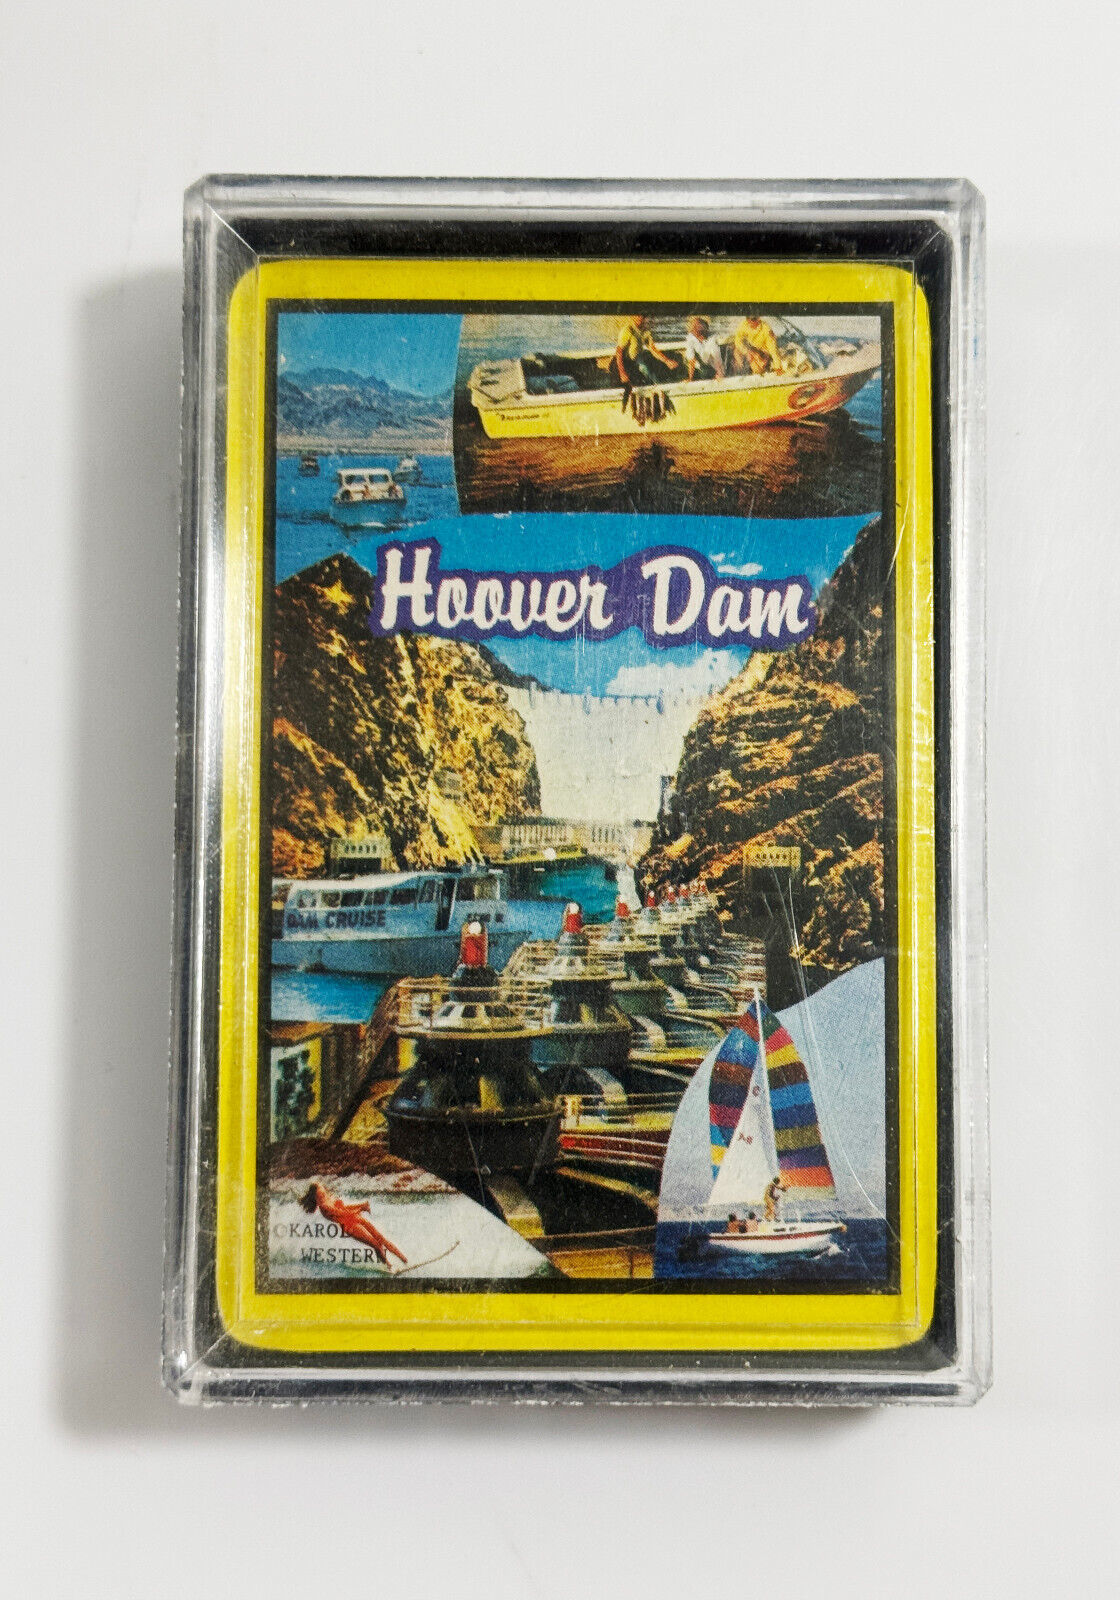 Hoover Dam
DAM CRUISE
©KAROL
WESTERN